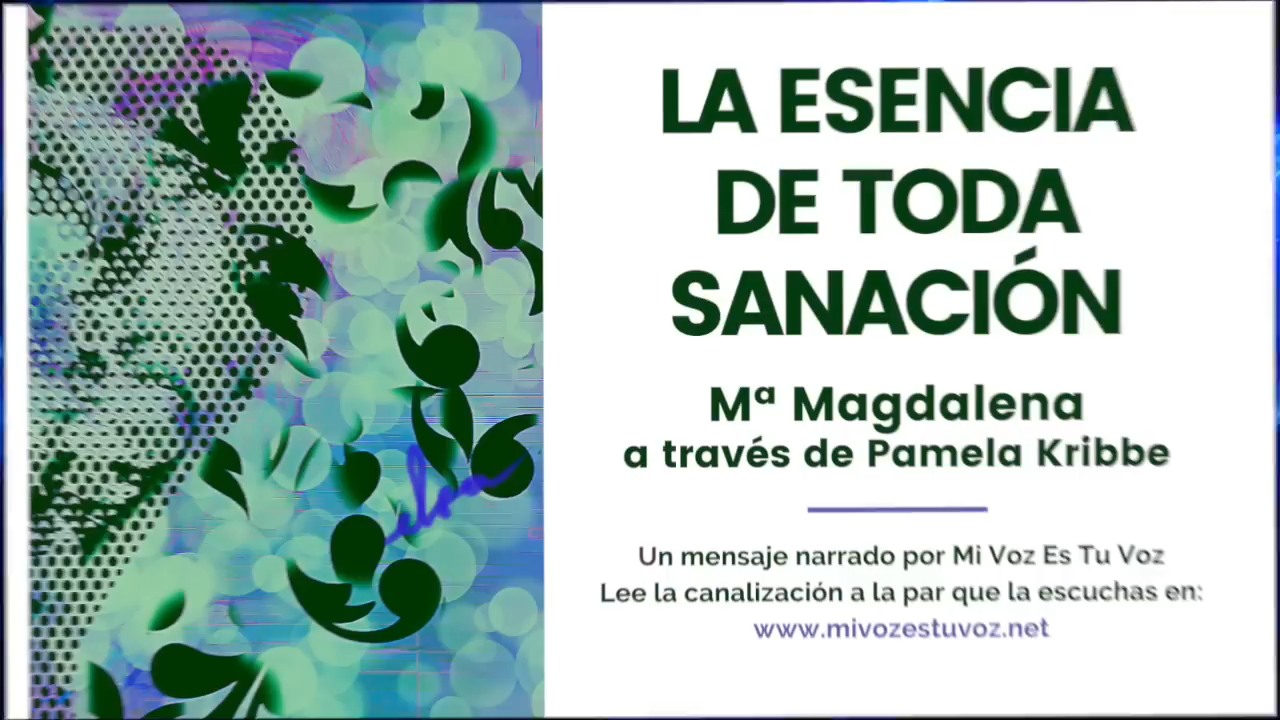 LA ESENCIA
DE TODA
SANACIÓN
Mª Magdalena
a través de Pamela Kribbe
Un mensaje narrado por Mi Voz Es Tu Voz
Lee la canalización a la par que la escuchas en:
www.mivozestuvoz.net